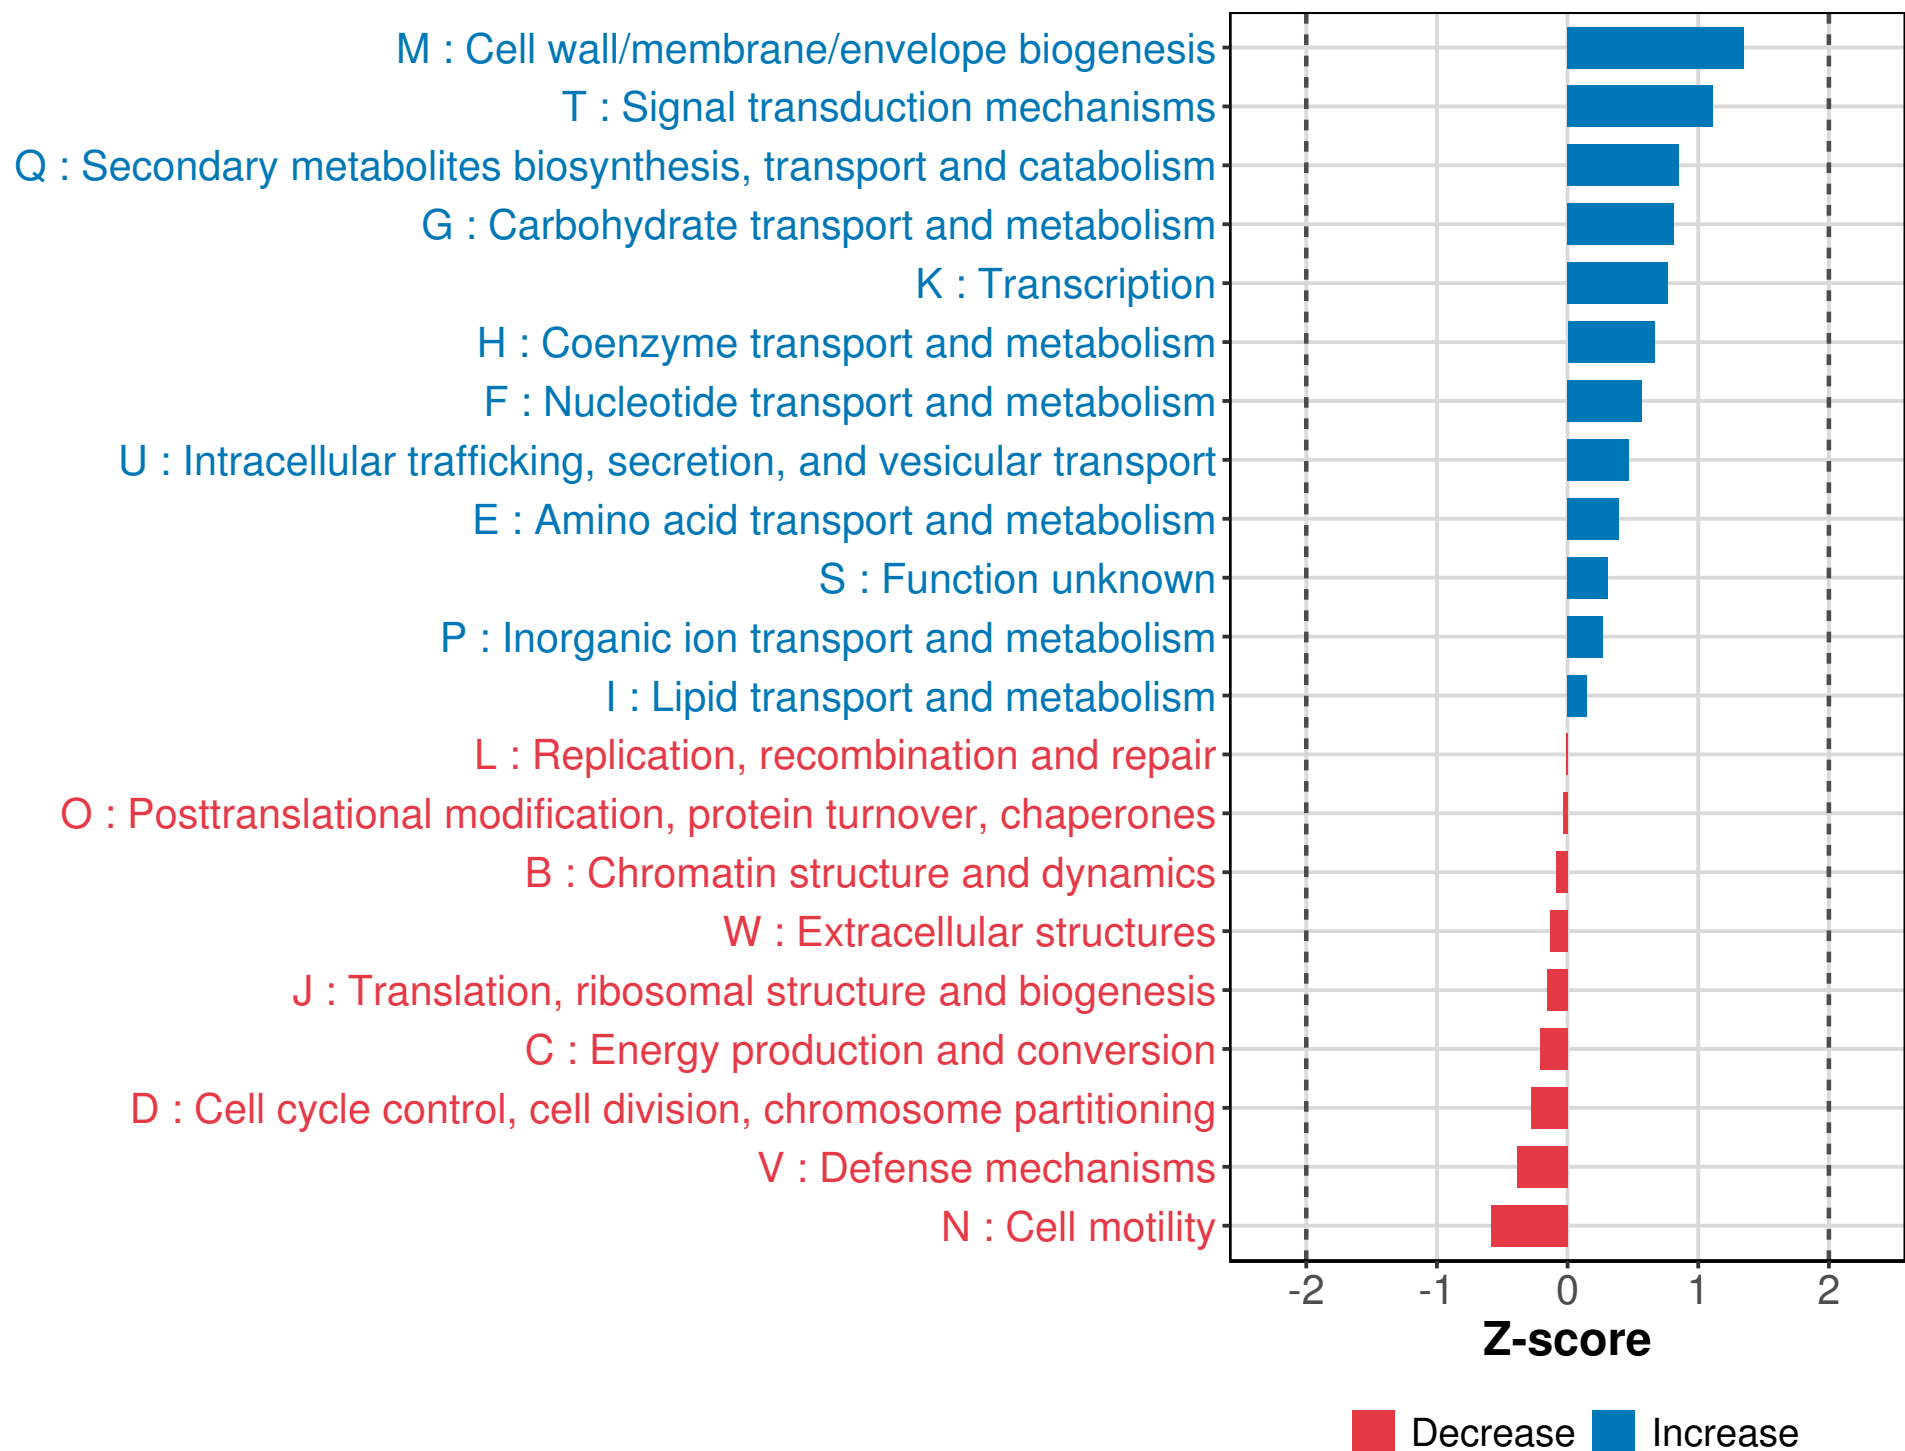 M : Cell wall/membrane/envelope biogenesis
T : Signal transduction mechanisms
Q : Secondary metabolites biosynthesis, transport and catabolism
G : Carbohydrate transport and metabolism
K : Transcription
H : Coenzyme transport and metabolism
F : Nucleotide transport and metabolism
U : Intracellular trafficking, secretion, and vesicular transport
E : Amino acid transport and metabolism
S : Function unknown
P : Inorganic ion transport and metabolism
I : Lipid transport and metabolism
L : Replication, recombination and repair
O : Posttranslational modification, protein turnover, chaperones
B : Chromatin structure and dynamics
W : Extracellular structures
J : Translation, ribosomal structure and biogenesis
C : Energy production and conversion
D : Cell cycle control, cell division, chromosome partitioning
V : Defense mechanisms
N : Cell motility
-2 -1 0 1 2
Z-score
Decrease Increase